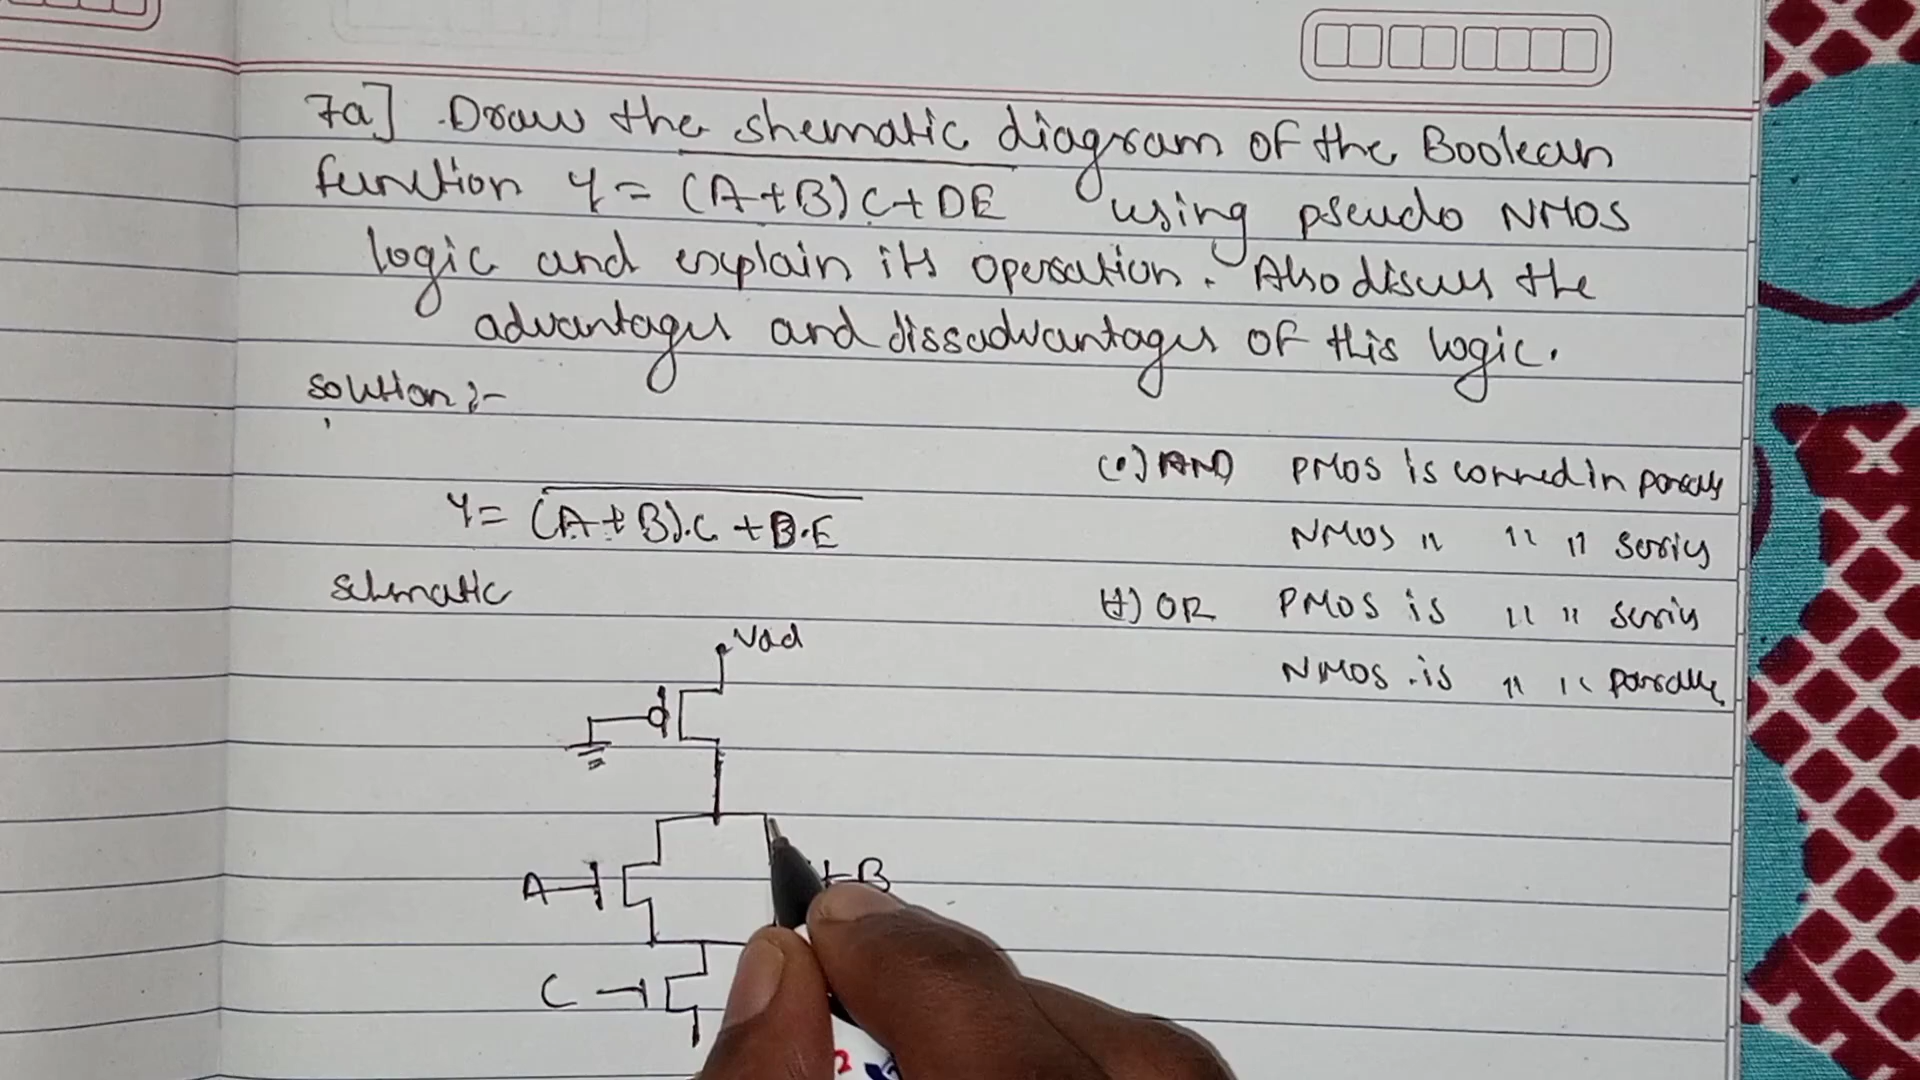 7a] Draw the shematic diagram of the Boolean
function Y = (A+B)C+DE using pseudo NMOS
logic and explain its operation. Also discuss the
advantages and dissadvantages of this logic.
solution :-
(.) AND PMOS is conned in parally
Y = (A+B).C + D.E
NMOS " " " series
Schmatic
(+) OR PMOS is " " series
Vdd
NMOS is " " parally
A
B
C